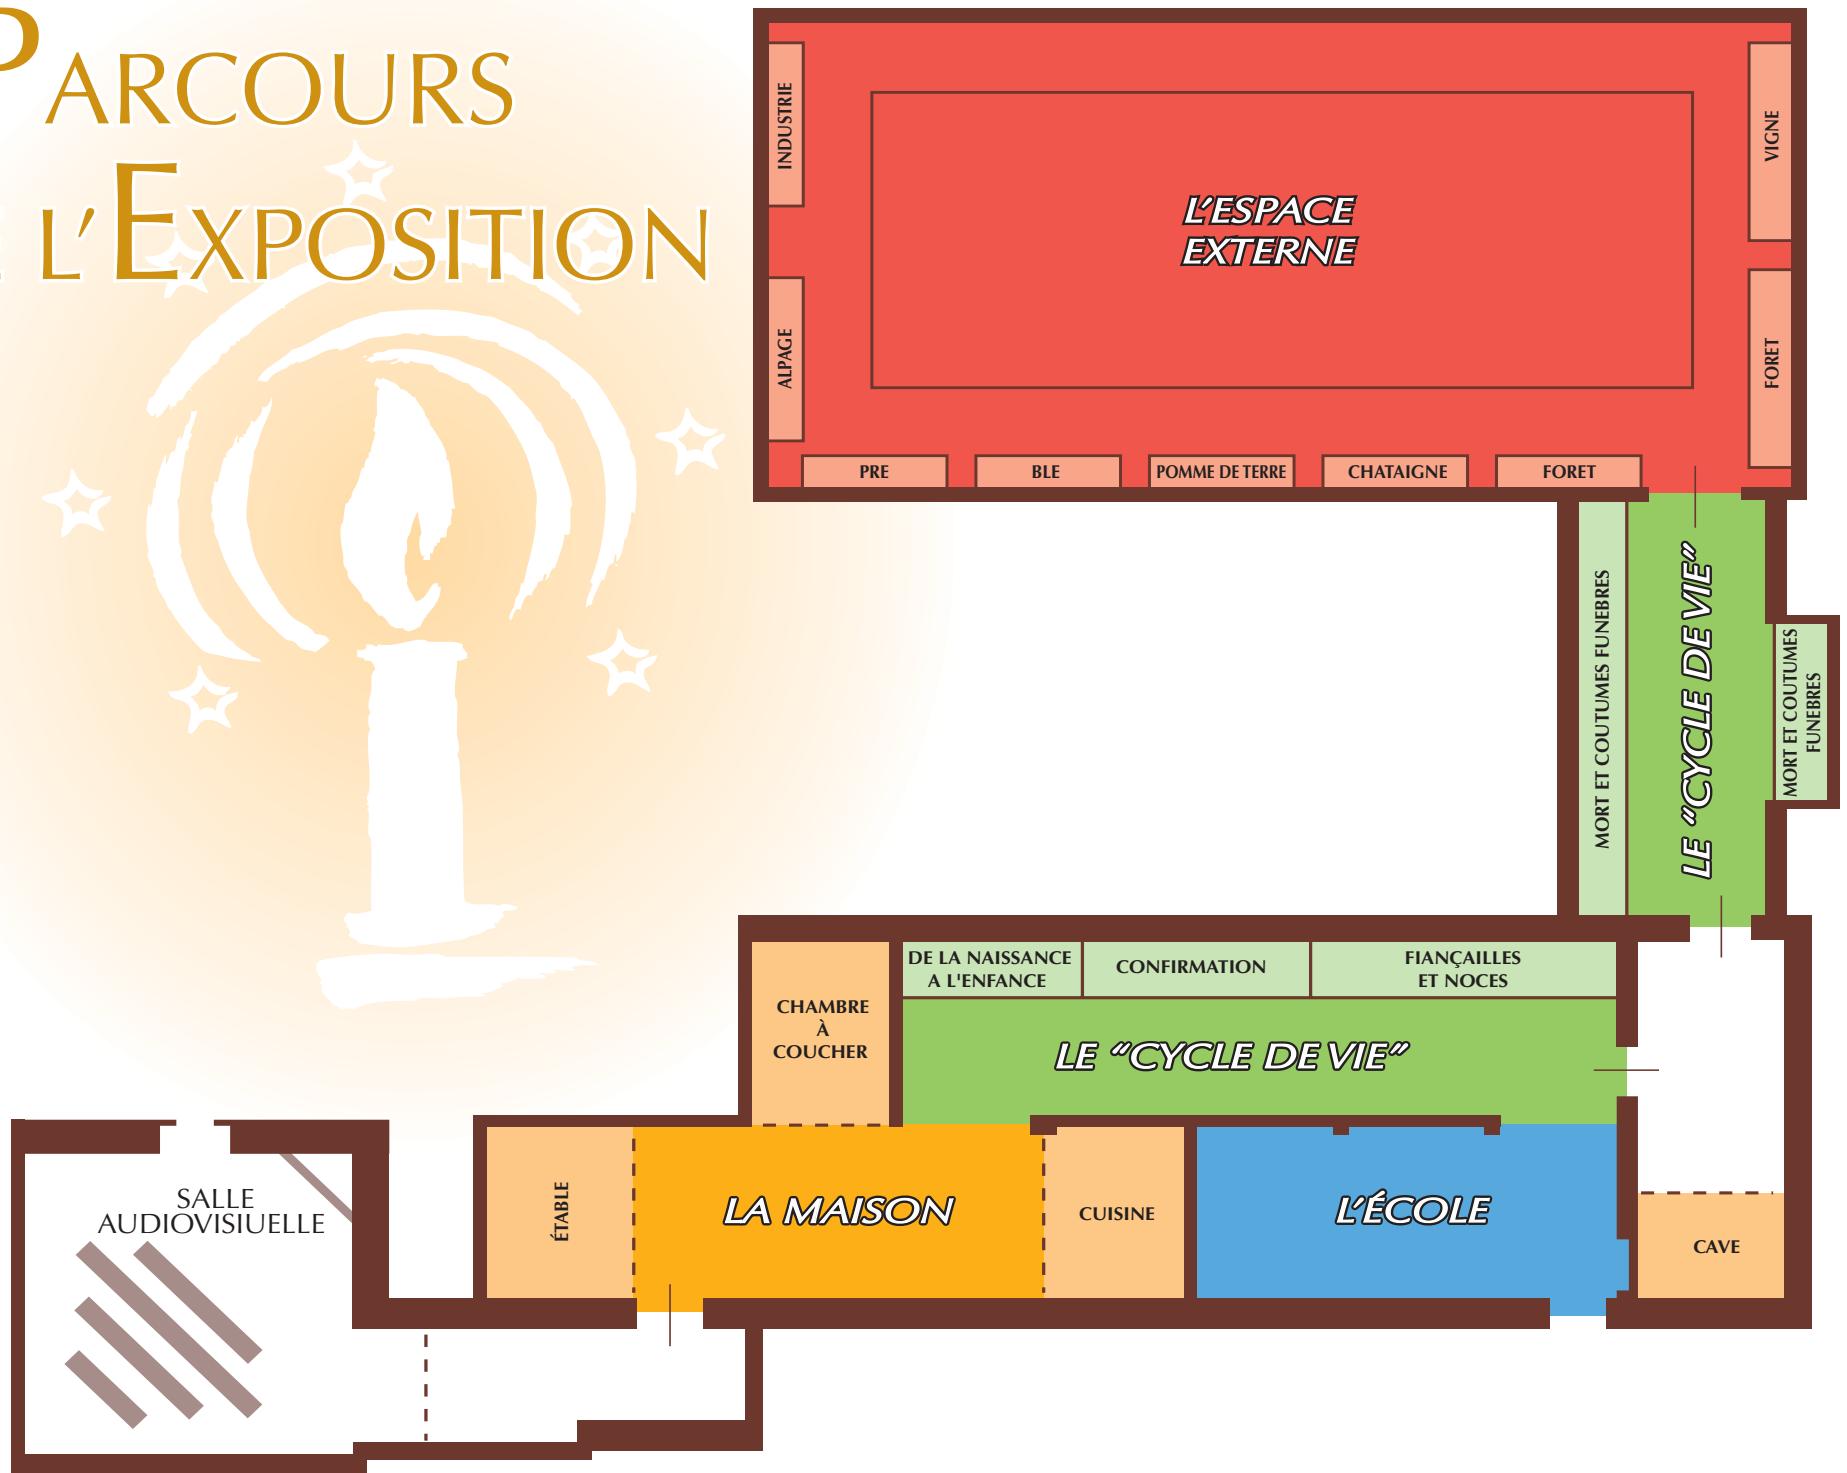 PARCOURS
L'EXPOSITION
INDUSTRIE
VIGNE
L'ESPACE
EXTERNE
ALPAGE
FORET
PRE
BLE
POMME DE TERRE
CHATAIGNE
FORET
MORT ET COUTUMES FUNEBRES
LE “CYCLE DE VIE”
MORT ET COUTUMES
FUNEBRES
DE LA NAISSANCE
A L'ENFANCE
CONFIRMATION
FIANÇAILLES
ET NOCES
CHAMBRE
À
COUCHER
LE “CYCLE DE VIE”
SALLE
AUDIOVISIUELLE
ÉTABLE
LA MAISON
CUISINE
L'ÉCOLE
CAVE